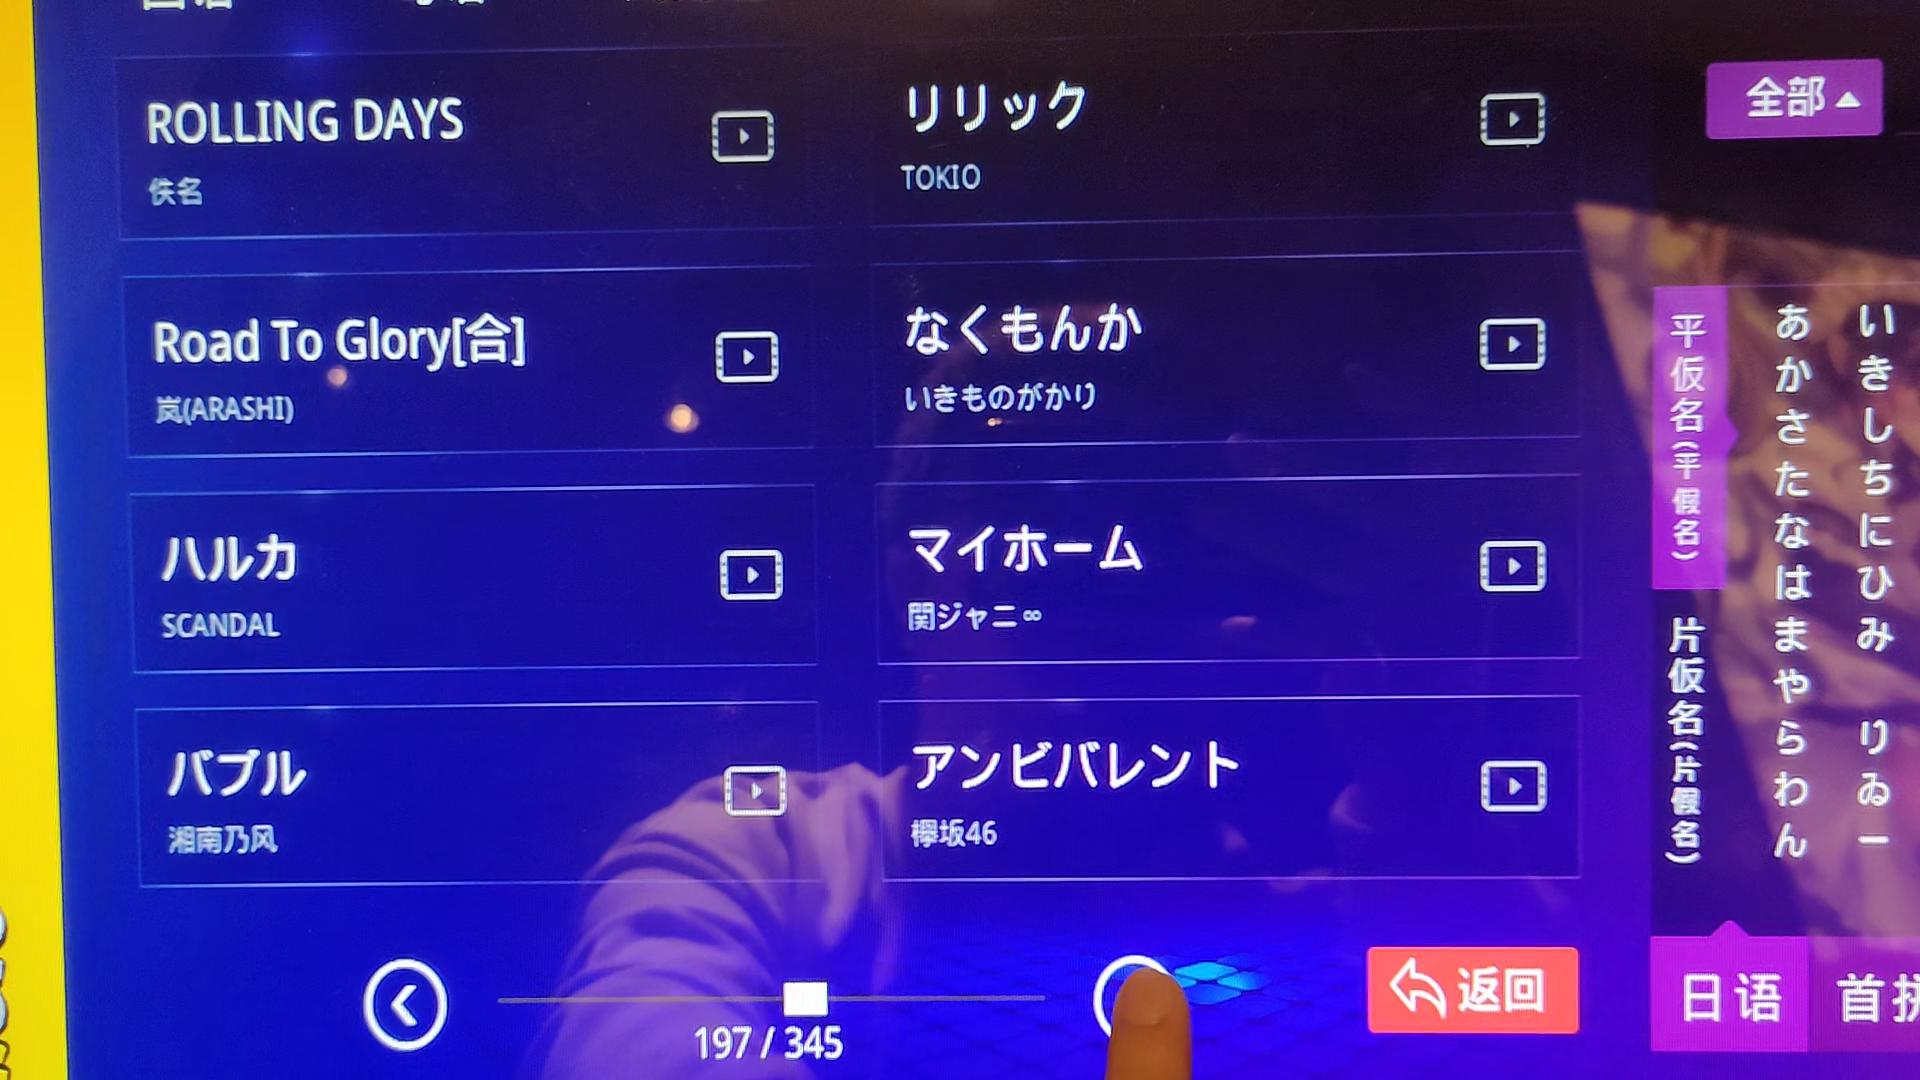 ROLLING DAYS
佚名
リリック
TOKIO
Road To Glory[合]
岚(ARASHI)
なくもんか
いきものがかり
ハルカ
SCANDAL
マイホーム
関ジャニ∞
バブル
湘南乃风
アンビバレント
欅坂46
197 / 345
返回
全部
平仮名(平假名)
片仮名(片假名)
あかさたなはまやらわん
いきしちにひみ りゐー
日语
首拼